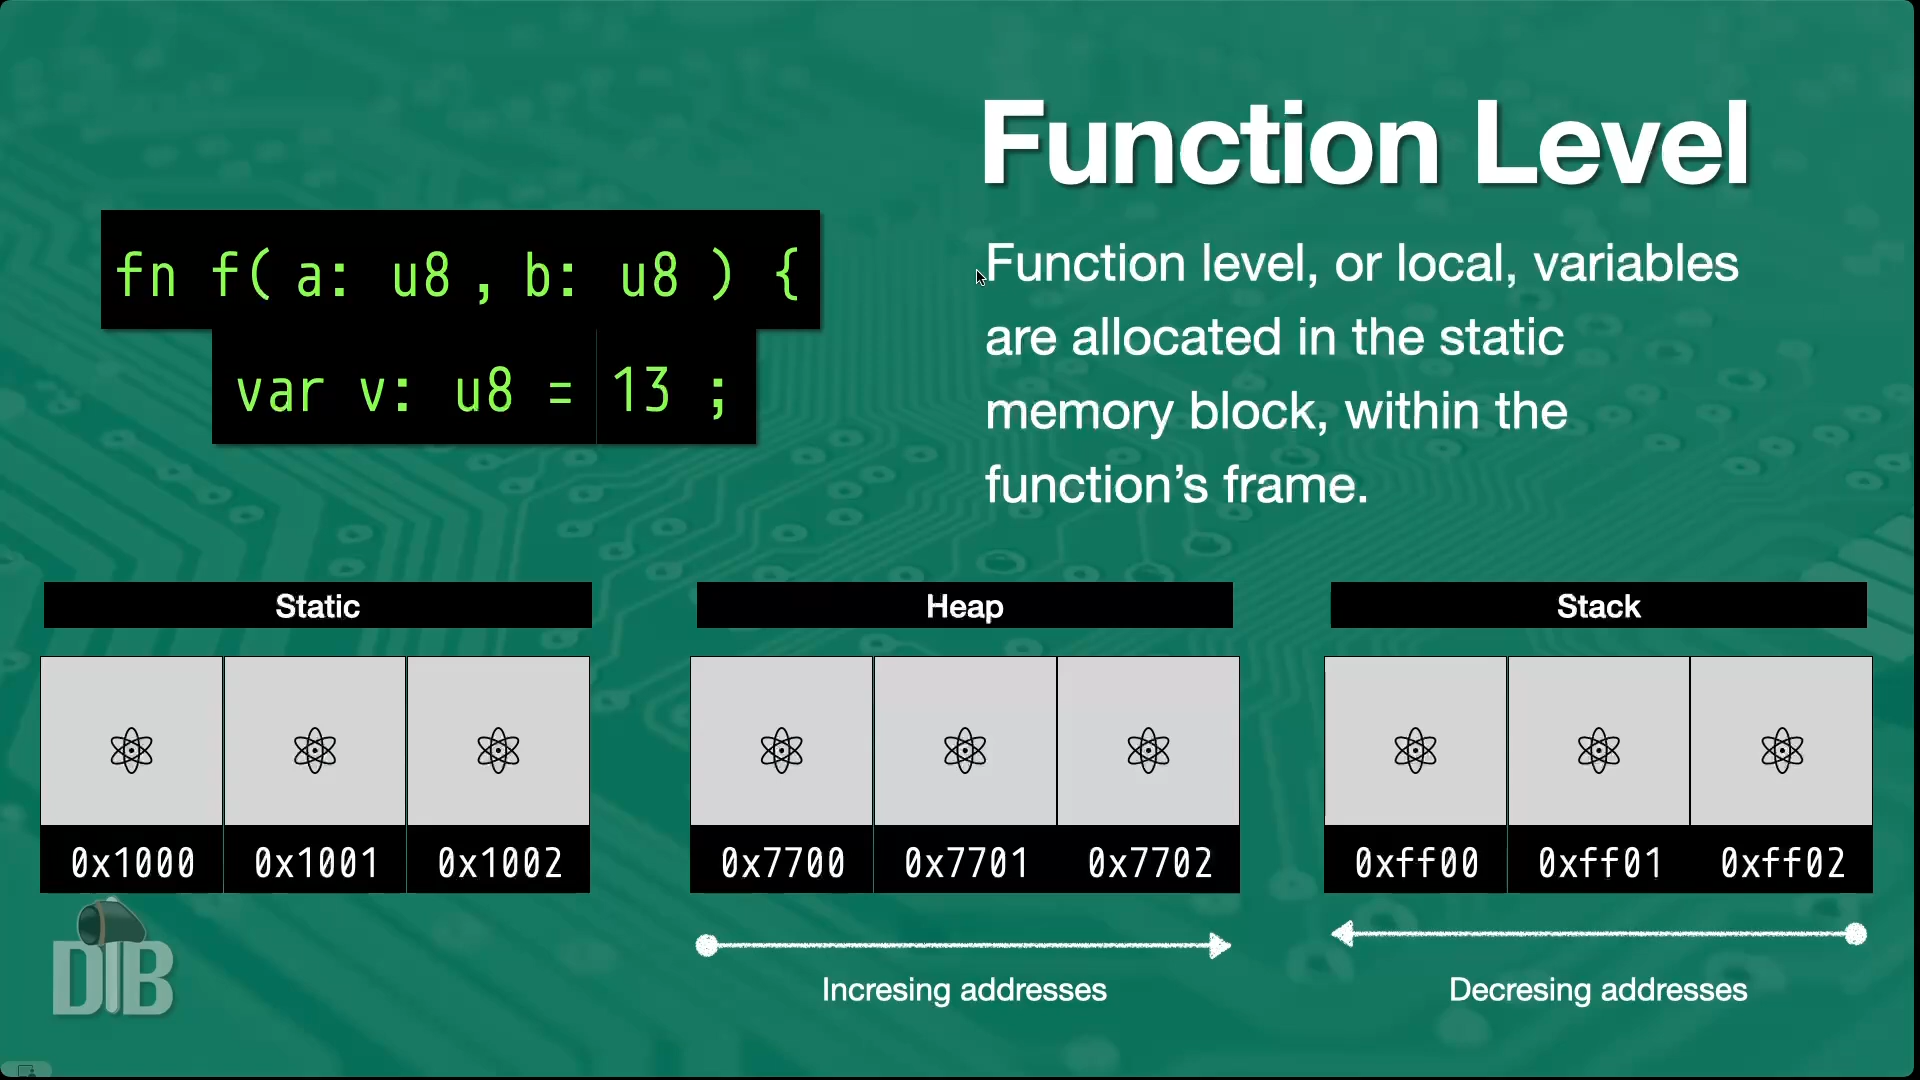 Function Level
fn f( a: u8 , b: u8 ) {
var v: u8 = 13 ;
Function level, or local, variables
are allocated in the static
memory block, within the
function’s frame.
Static
Heap
Stack
0x1000 0x1001 0x1002
0x7700 0x7701 0x7702
0xff00 0xff01 0xff02
Incresing addresses
Decresing addresses
DIB